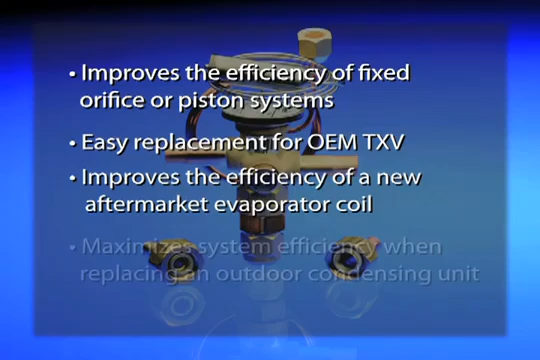 • Improves the efficiency of fixed
orifice or piston systems
• Easy replacement for OEM TXV
• Improves the efficiency of a new
aftermarket evaporator coil
• Maximizes system efficiency when
replacing an outdoor condensing unit